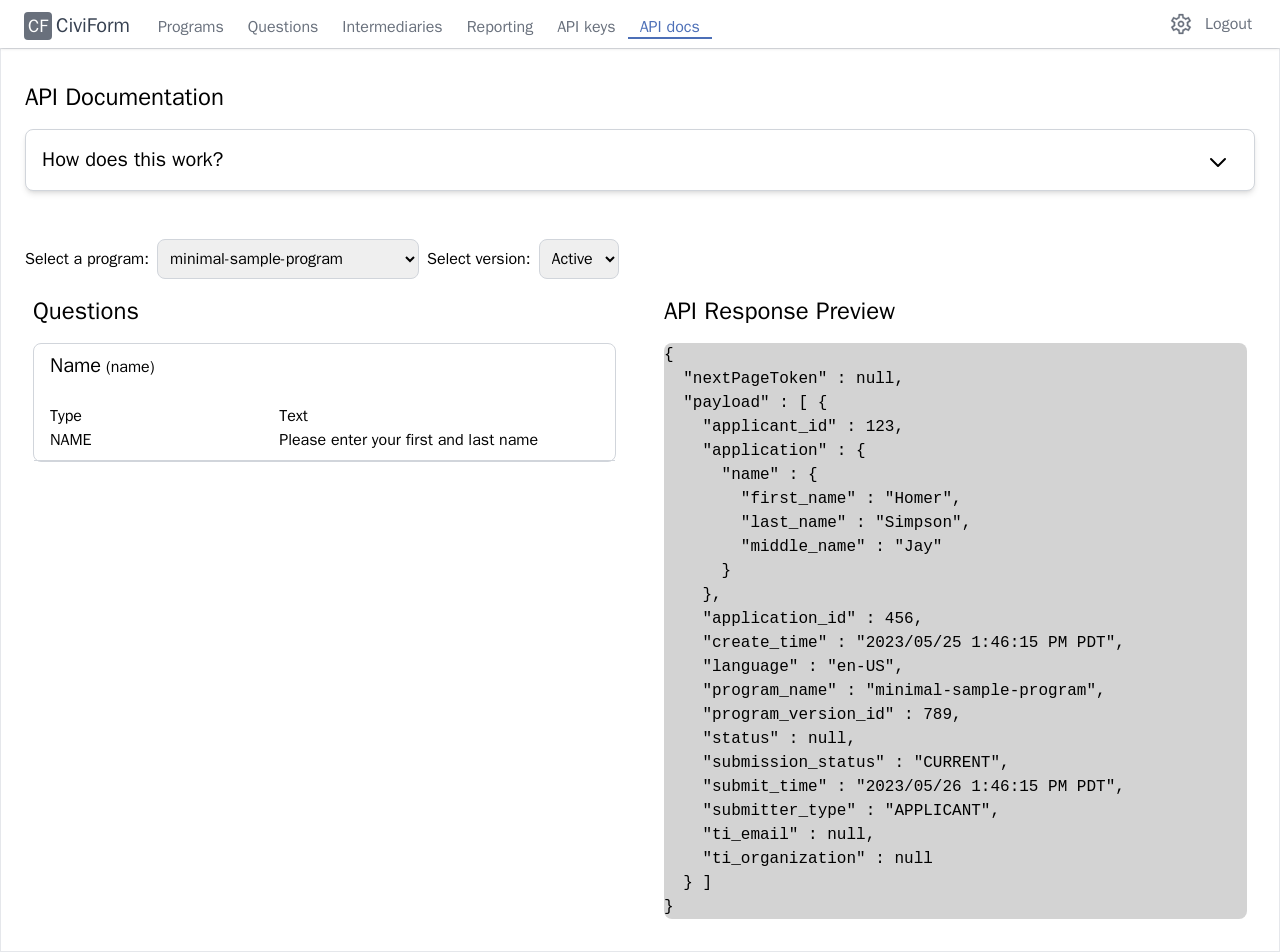 CF CiviForm Programs Questions Intermediaries Reporting API keys API docs Logout
API Documentation
How does this work?
Select a program: minimal-sample-program Select version: Active
Questions
Name (name)
Type Text
NAME Please enter your first and last name
API Response Preview
{
  "nextPageToken" : null,
  "payload" : [ {
    "applicant_id" : 123,
    "application" : {
      "name" : {
        "first_name" : "Homer",
        "last_name" : "Simpson",
        "middle_name" : "Jay"
      }
    },
    "application_id" : 456,
    "create_time" : "2023/05/25 1:46:15 PM PDT",
    "language" : "en-US",
    "program_name" : "minimal-sample-program",
    "program_version_id" : 789,
    "status" : null,
    "submission_status" : "CURRENT",
    "submit_time" : "2023/05/26 1:46:15 PM PDT",
    "submitter_type" : "APPLICANT",
    "ti_email" : null,
    "ti_organization" : null
  } ]
}